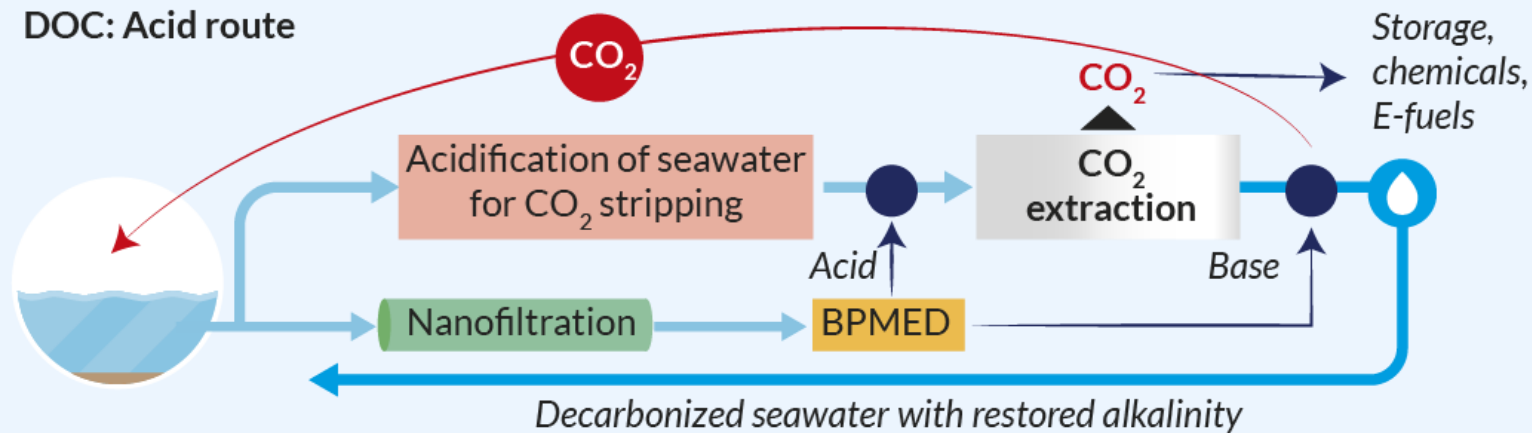 DOC: Acid route
CO₂
CO₂
Storage,
chemicals,
E-fuels
Acidification of seawater
for CO₂ stripping
CO₂
extraction
Acid
Base
Nanofiltration
BPMED
Decarbonized seawater with restored alkalinity